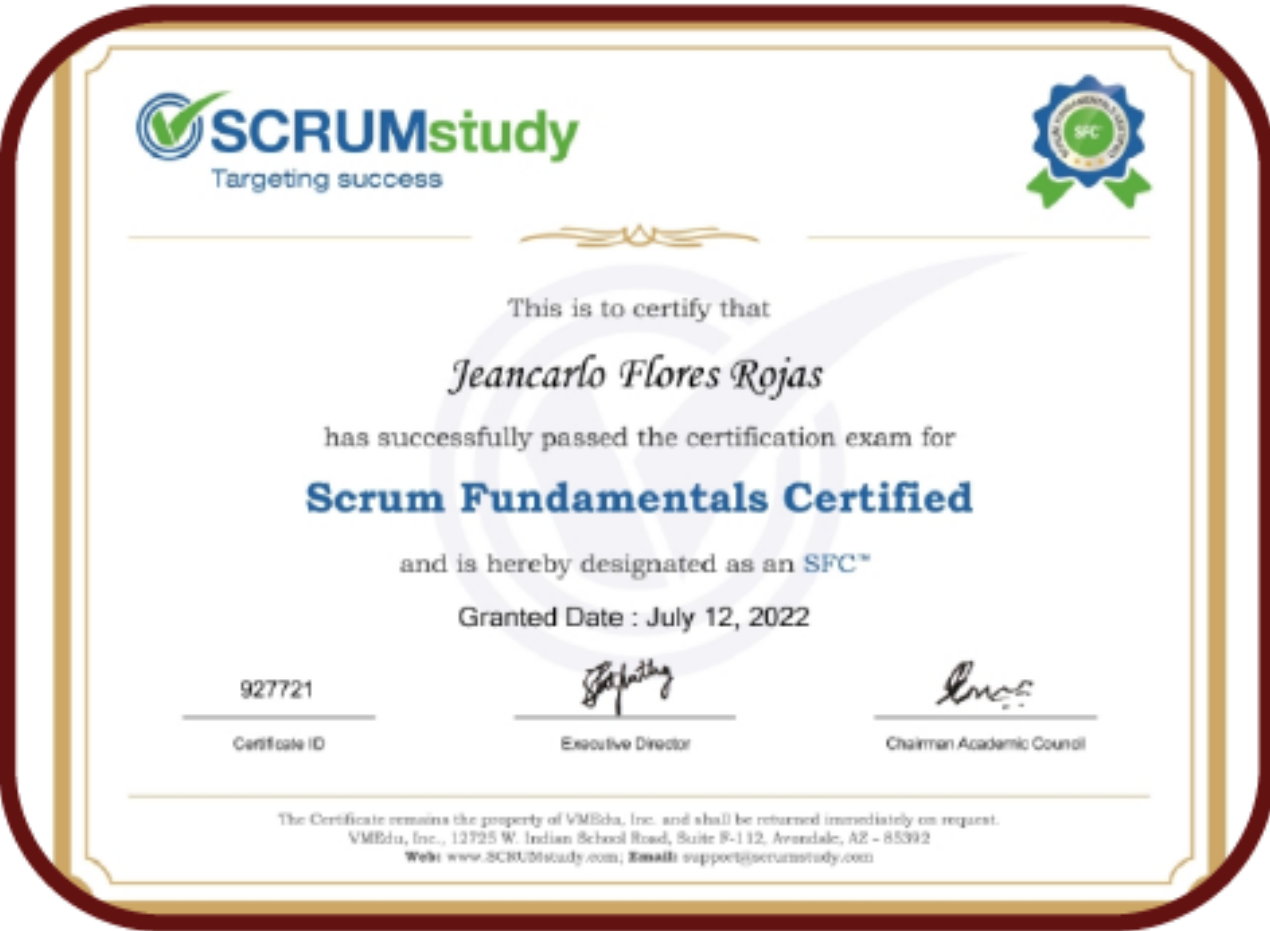 SCRUMstudy
Targeting success
SCRUM FUNDAMENTALS CERTIFIED
SFC
This is to certify that
Jeancarlo Flores Rojas
has successfully passed the certification exam for
Scrum Fundamentals Certified
and is hereby designated as an SFC™
Granted Date : July 12, 2022
927721
Certificate ID
Executive Director
Chairman Academic Council
The Certificate remains the property of VMEdu, Inc. and shall be returned immediately on request.
VMEdu, Inc., 12725 W. Indian School Road, Suite F-112, Avondale, AZ - 85392
Web: www.SCRUMstudy.com; Email: support@scrumstudy.com